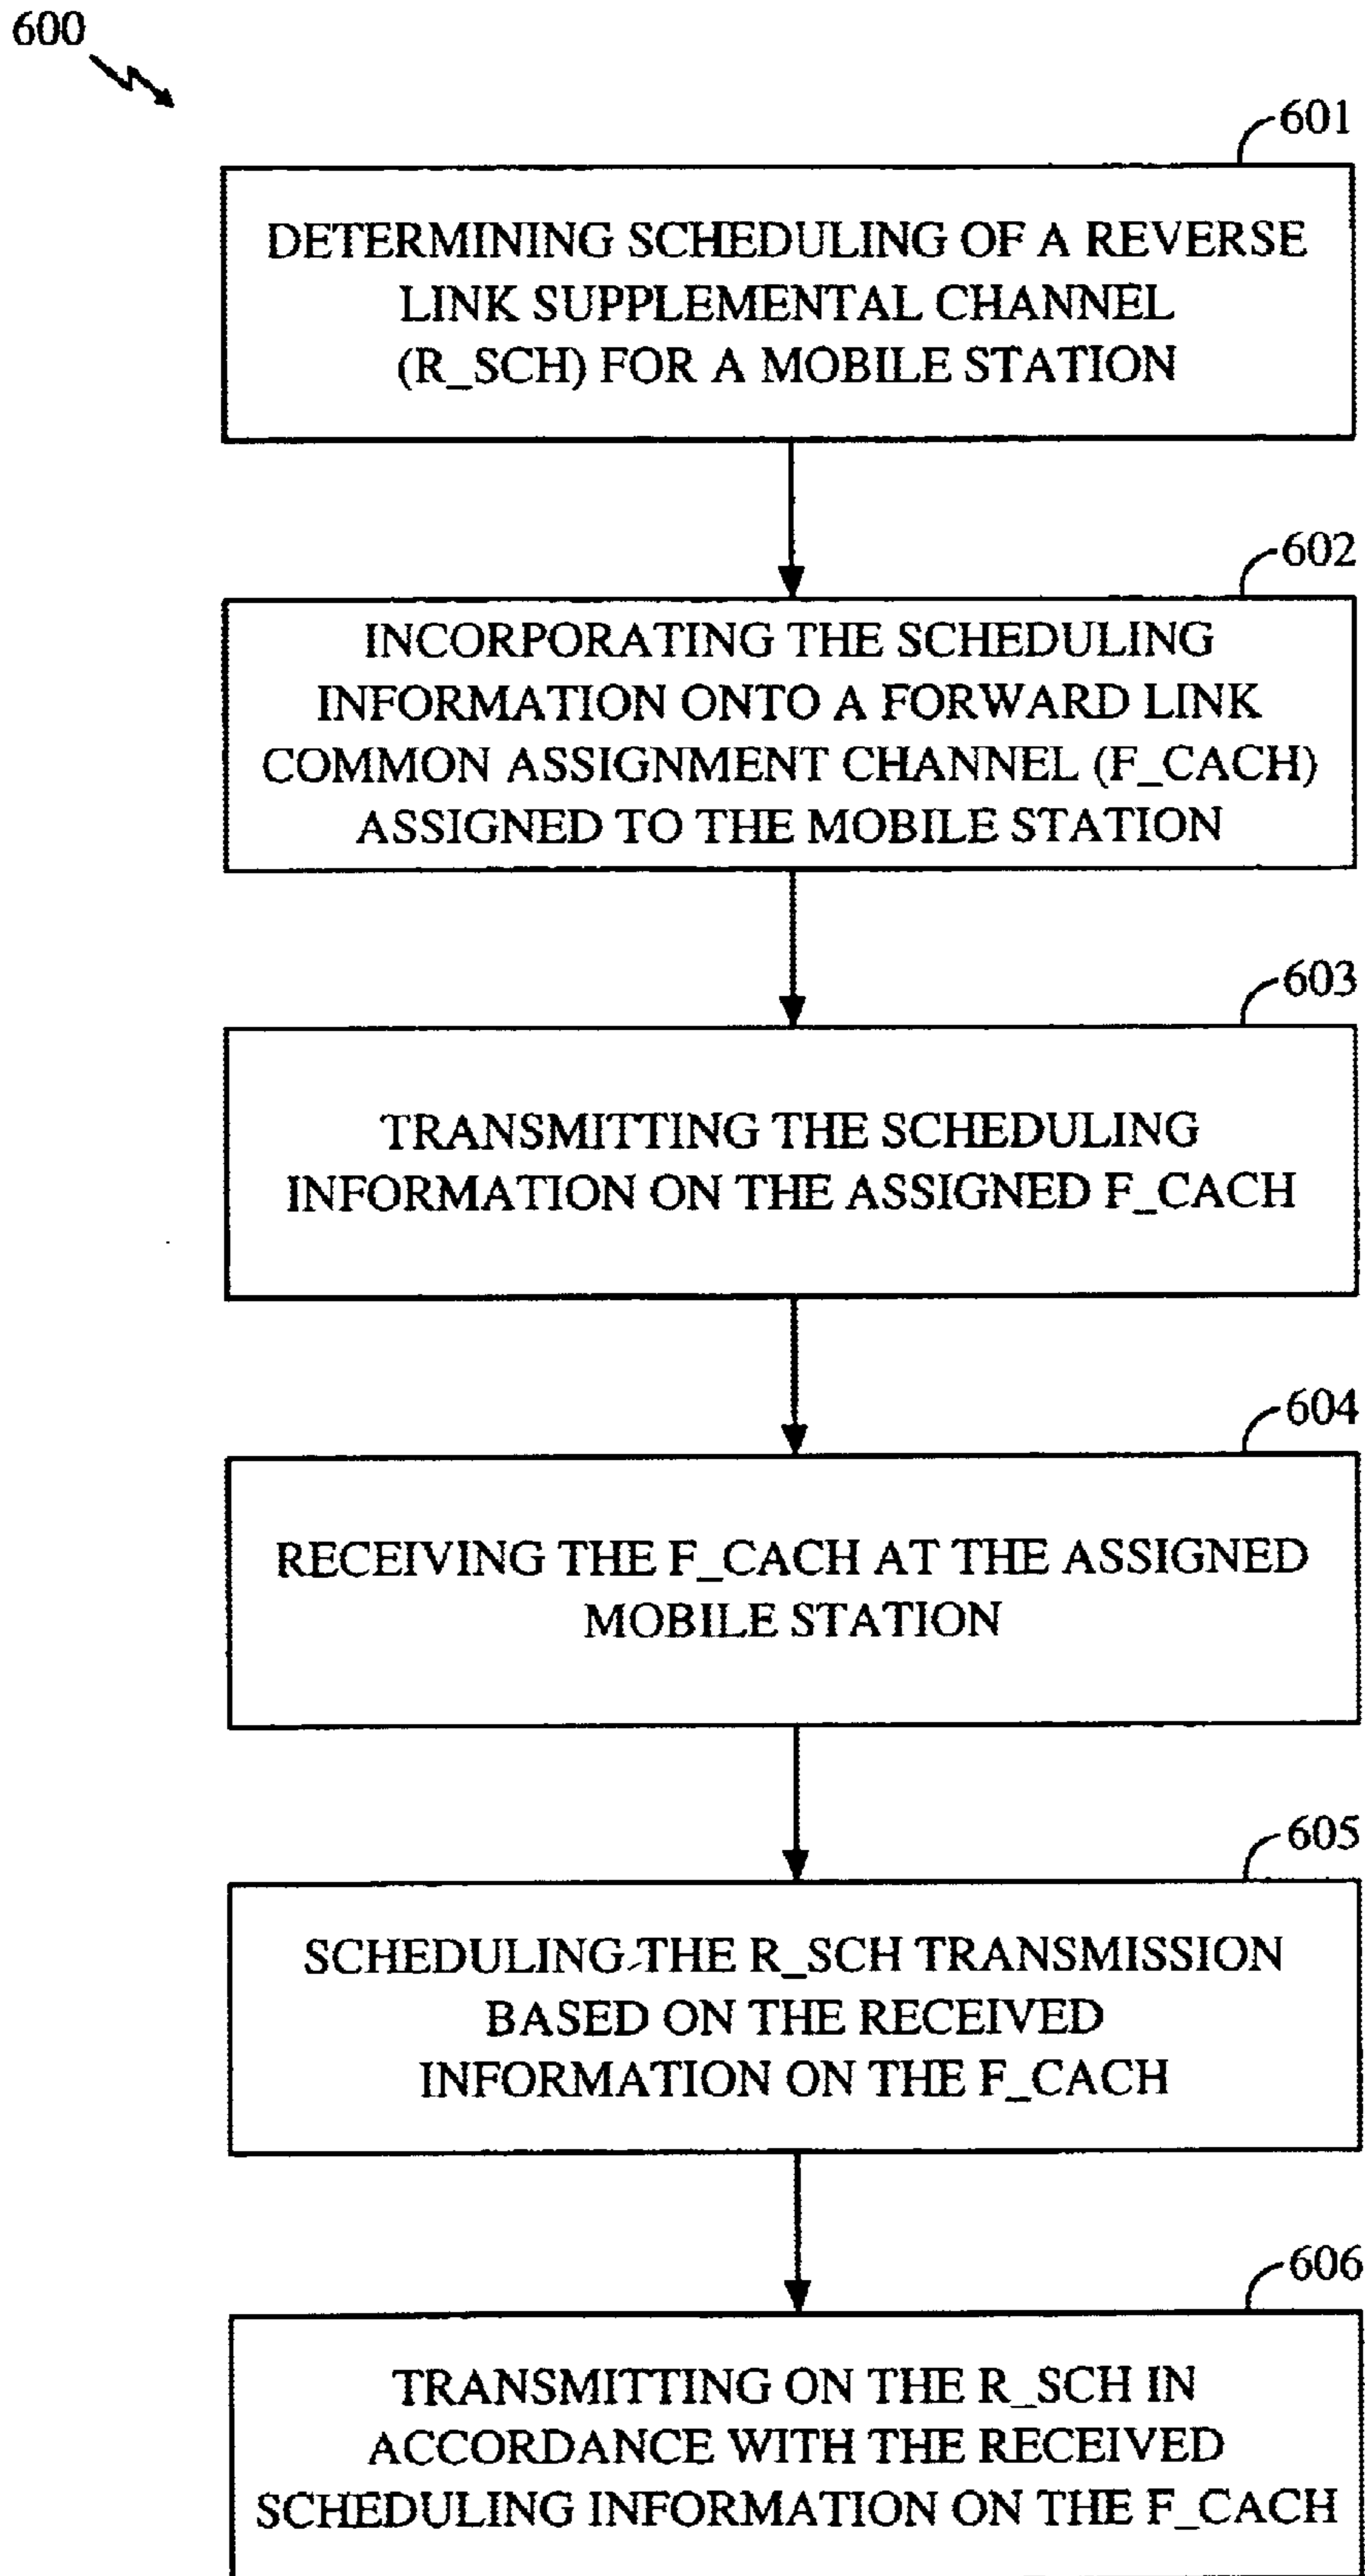 600
601
DETERMINING SCHEDULING OF A REVERSE
LINK SUPPLEMENTAL CHANNEL
(R_SCH) FOR A MOBILE STATION
602
INCORPORATING THE SCHEDULING
INFORMATION ONTO A FORWARD LINK
COMMON ASSIGNMENT CHANNEL (F_CACH)
ASSIGNED TO THE MOBILE STATION
603
TRANSMITTING THE SCHEDULING
INFORMATION ON THE ASSIGNED F_CACH
604
RECEIVING THE F_CACH AT THE ASSIGNED
MOBILE STATION
605
SCHEDULING THE R_SCH TRANSMISSION
BASED ON THE RECEIVED
INFORMATION ON THE F_CACH
606
TRANSMITTING ON THE R_SCH IN
ACCORDANCE WITH THE RECEIVED
SCHEDULING INFORMATION ON THE F_CACH